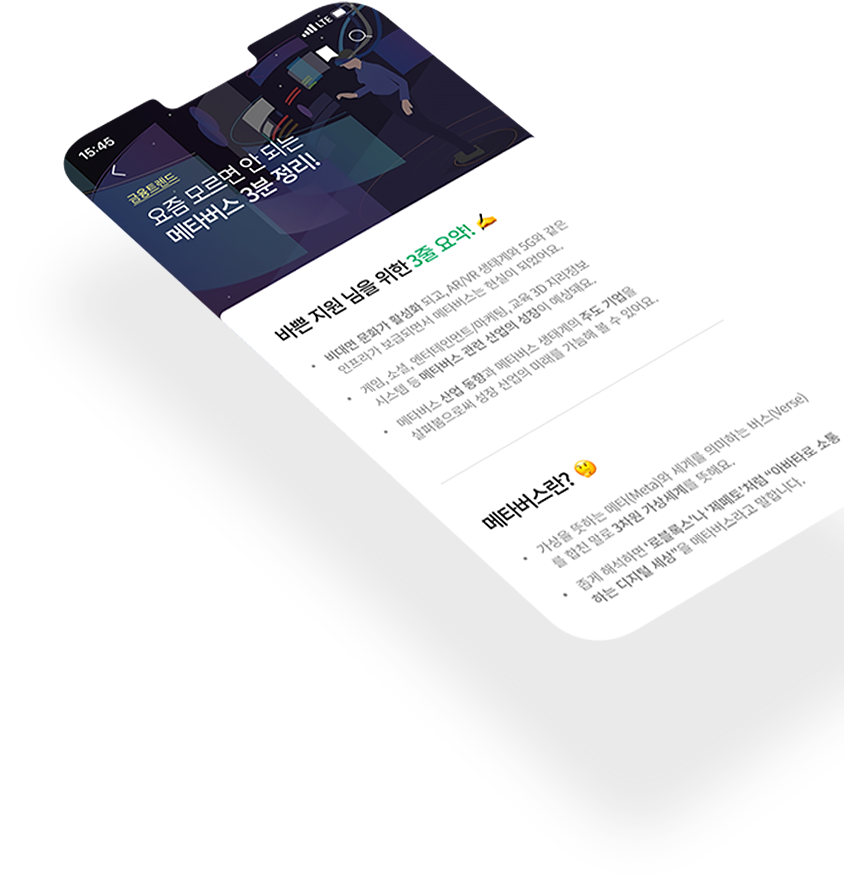 15:45
LTE
금융트렌드
요즘 모르면 안 되는
메타버스 3분 정리!
바쁜 지원 님을 위한 3줄 요약! ✍️
• 비대면 문화가 활성화 되고, AR/VR 생태계와 5G와 같은
인프라가 보급되면서 메타버스는 현실이 되었어요.
• 게임, 소셜, 엔터테인먼트/마케팅, 교육 3D 지리정보
시스템 등 메타버스 관련 산업의 성장이 예상돼요.
• 메타버스 산업 동향과 메타버스 생태계의 주도 기업을
살펴봄으로써 성장 산업의 미래를 가늠해 볼 수 있어요.
메타버스란? 🤔
• 가상을 뜻하는 메타(Meta)와 세계를 의미하는 버스(Verse)
를 합친 말로 3차원 가상세계를 뜻해요.
• 좁게 해석하면 '로블록스'나 '제페토'처럼 "아바타로 소통
하는 디지털 세상"을 메타버스라고 말합니다.